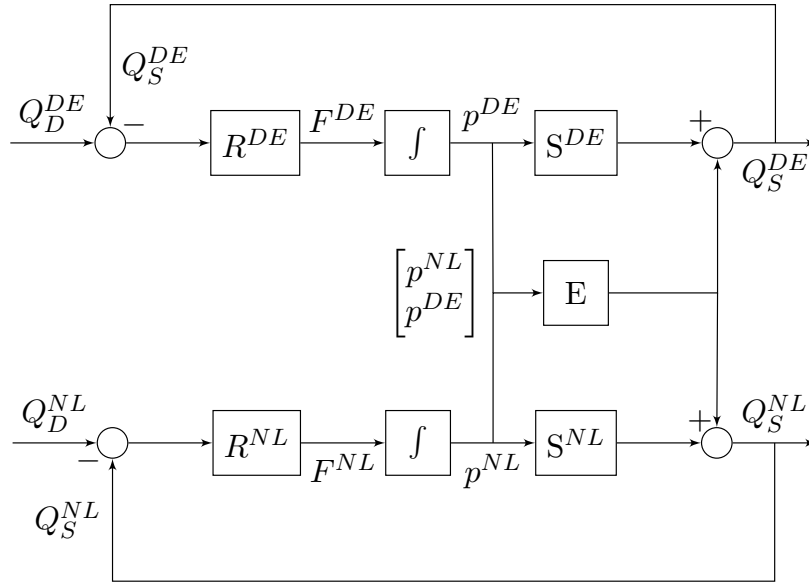 Q_S^{DE}
Q_D^{DE}
−
R^{DE}
F^{DE}
∫
p^{DE}
S^{DE}
+
Q_S^{DE}
[p^{NL}
p^{DE}]
E
Q_D^{NL}
−
R^{NL}
F^{NL}
∫
p^{NL}
S^{NL}
+
Q_S^{NL}
Q_S^{NL}